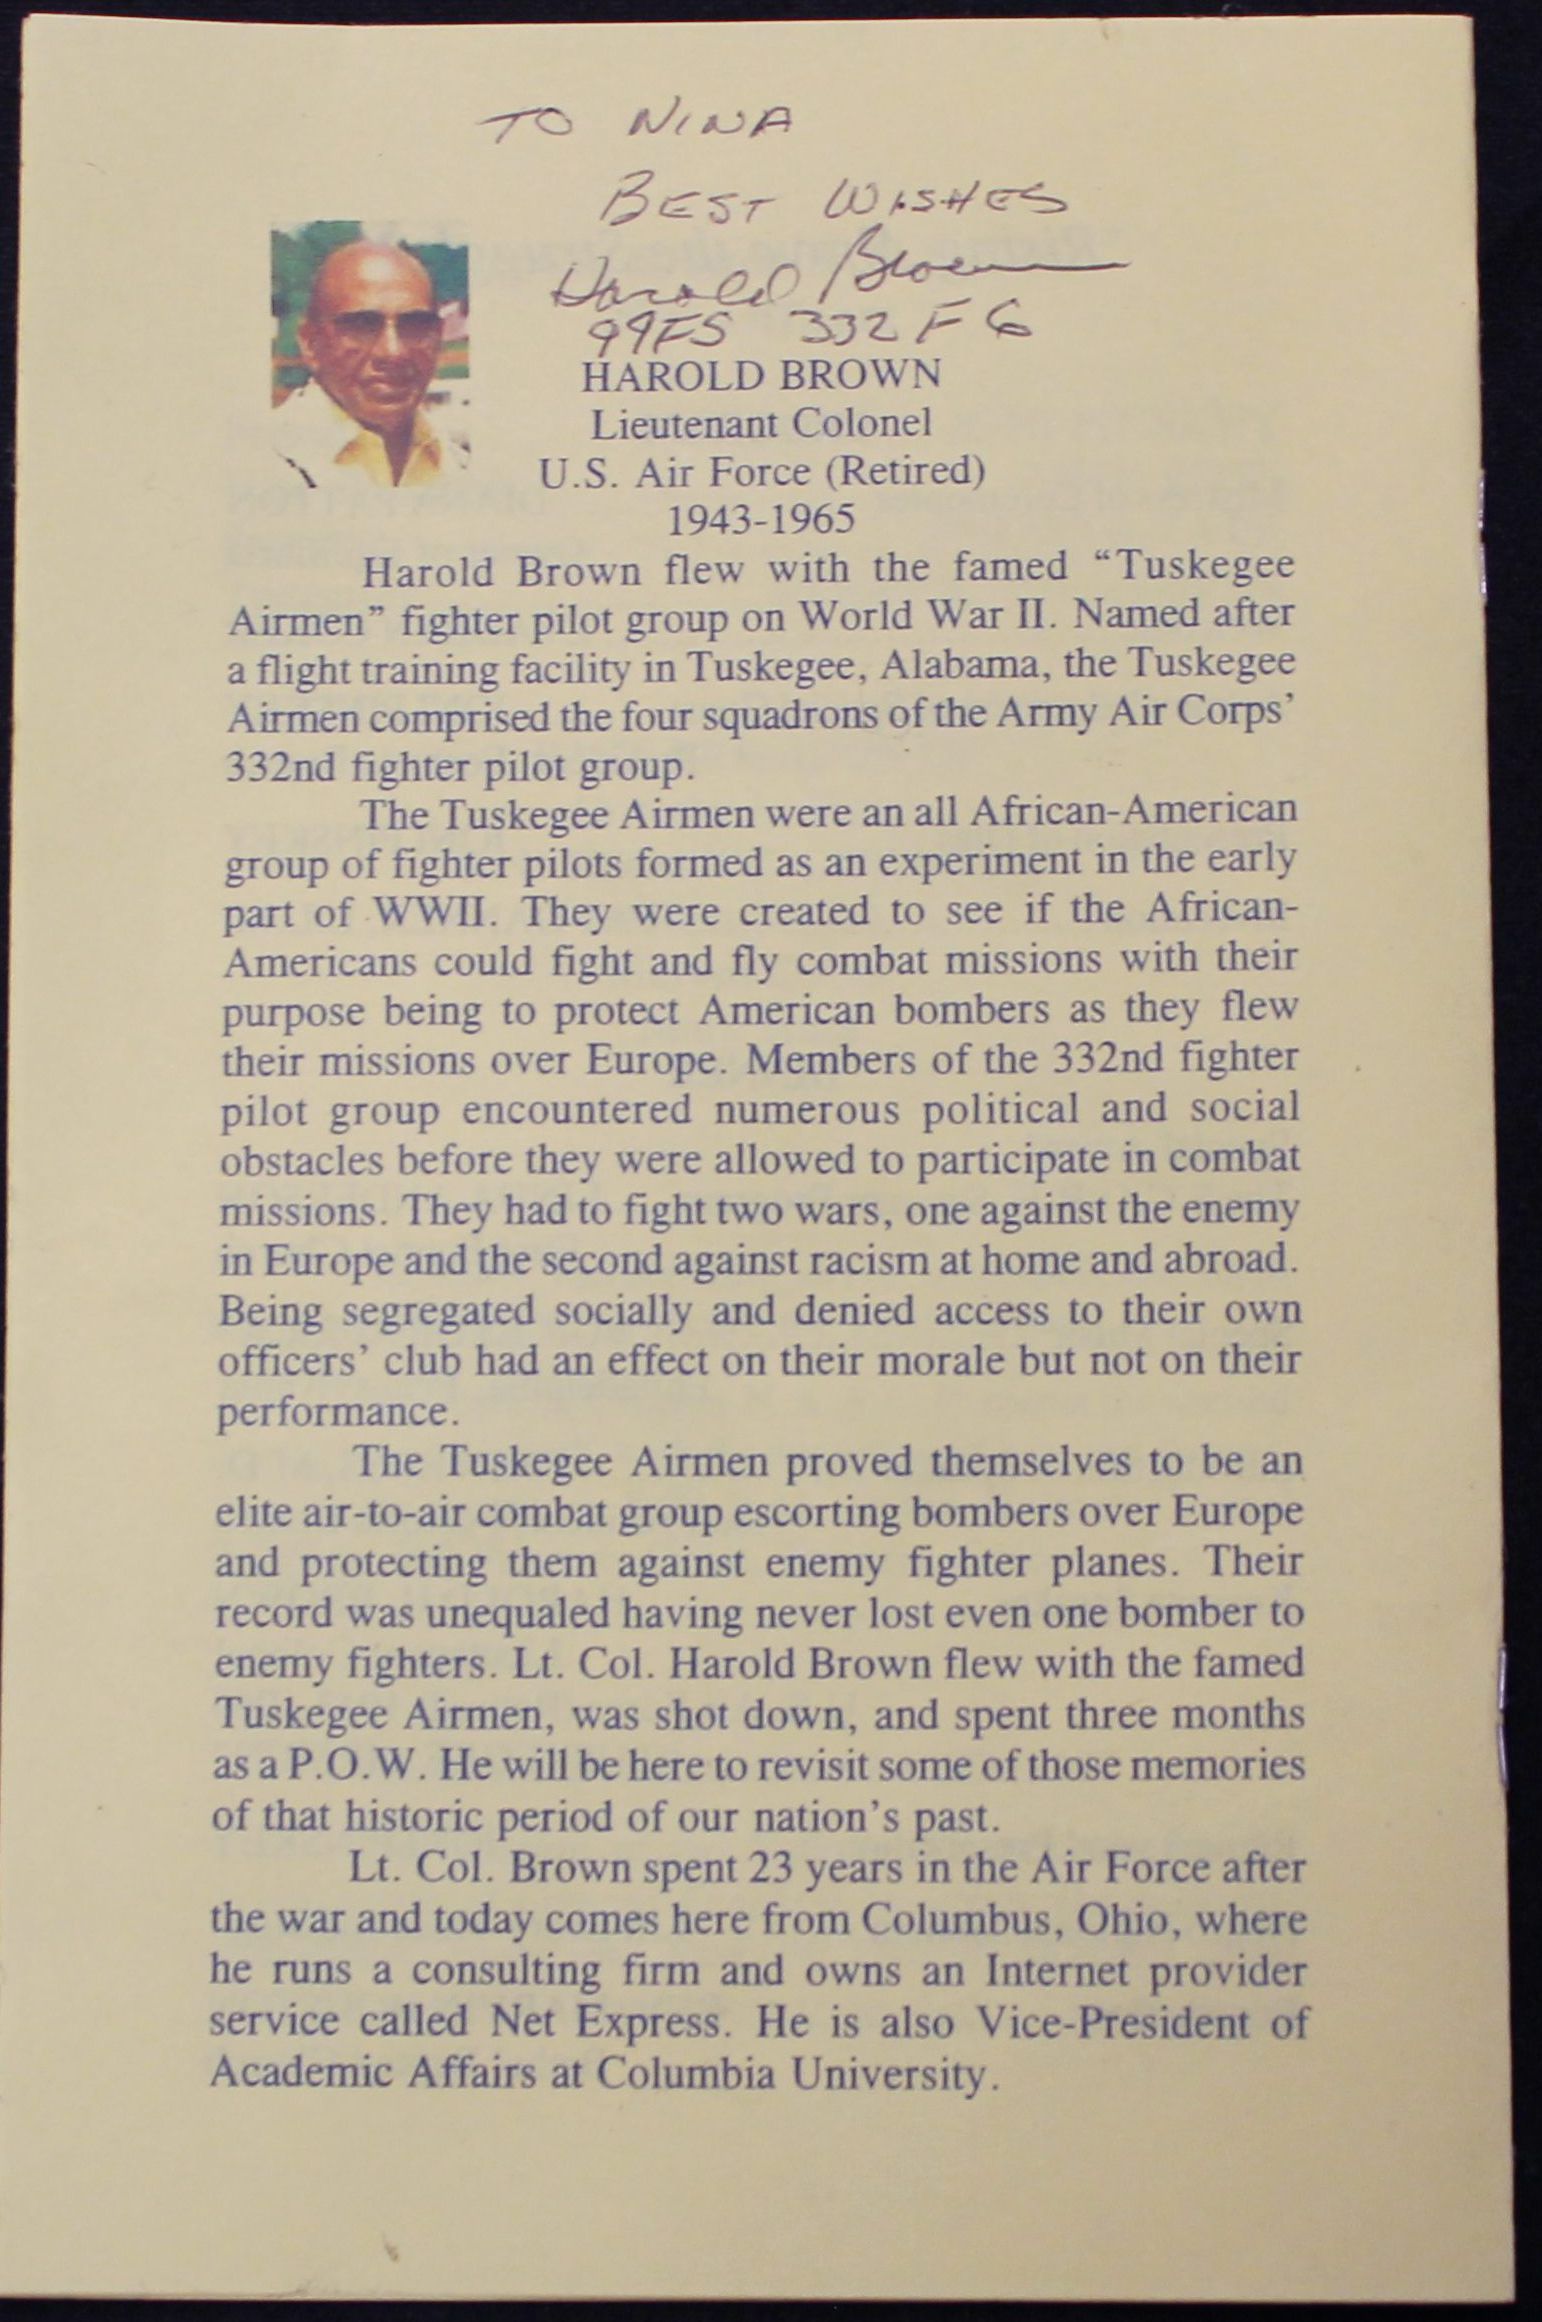 TO NINA
BEST WISHES
Harold Brown
99FS 332 FG
HAROLD BROWN
Lieutenant Colonel
U.S. Air Force (Retired)
1943-1965
Harold Brown flew with the famed “Tuskegee
Airmen” fighter pilot group on World War II. Named after
a flight training facility in Tuskegee, Alabama, the Tuskegee
Airmen comprised the four squadrons of the Army Air Corps’
332nd fighter pilot group.
The Tuskegee Airmen were an all African-American
group of fighter pilots formed as an experiment in the early
part of WWII. They were created to see if the African-
Americans could fight and fly combat missions with their
purpose being to protect American bombers as they flew
their missions over Europe. Members of the 332nd fighter
pilot group encountered numerous political and social
obstacles before they were allowed to participate in combat
missions. They had to fight two wars, one against the enemy
in Europe and the second against racism at home and abroad.
Being segregated socially and denied access to their own
officers’ club had an effect on their morale but not on their
performance.
The Tuskegee Airmen proved themselves to be an
elite air-to-air combat group escorting bombers over Europe
and protecting them against enemy fighter planes. Their
record was unequaled having never lost even one bomber to
enemy fighters. Lt. Col. Harold Brown flew with the famed
Tuskegee Airmen, was shot down, and spent three months
as a P.O.W. He will be here to revisit some of those memories
of that historic period of our nation’s past.
Lt. Col. Brown spent 23 years in the Air Force after
the war and today comes here from Columbus, Ohio, where
he runs a consulting firm and owns an Internet provider
service called Net Express. He is also Vice-President of
Academic Affairs at Columbia University.